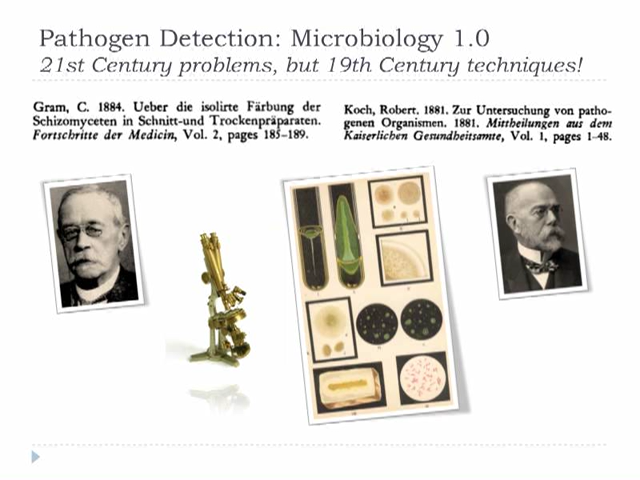 Pathogen Detection: Microbiology 1.0
21st Century problems, but 19th Century techniques!
Gram, C. 1884. Ueber die isolirte Färbung der
Schizomyceten in Schnitt-und Trockenpräparaten.
Fortschritte der Medicin, Vol. 2, pages 185-189.
Koch, Robert. 1881. Zur Untersuchung von patho-
genen Organismen. 1881. Mittheilungen aus dem
Kaiserlichen Gesundheitsamte, Vol. 1, pages 1-48.